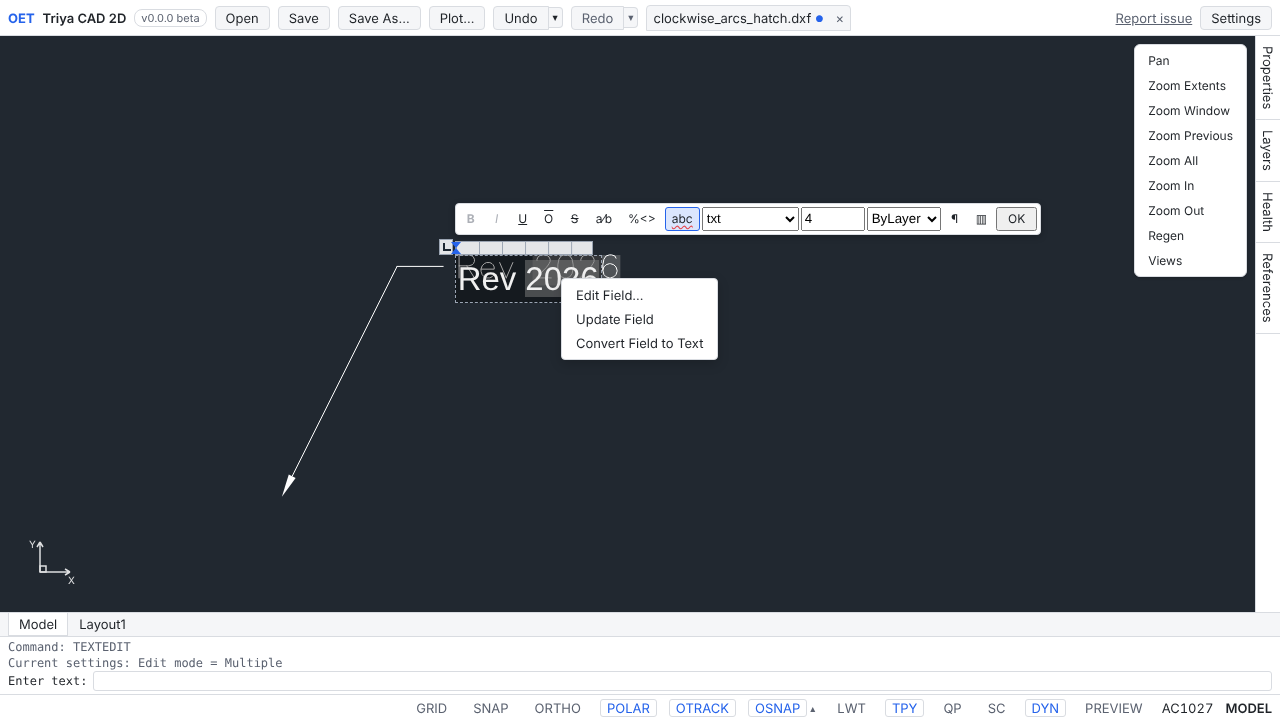 OET Triya CAD 2D v0.0.0 beta Open Save Save As... Plot... Undo ▾ Redo ▾ clockwise_arcs_hatch.dxf × Report issue Settings
Pan
Zoom Extents
Zoom Window
Zoom Previous
Zoom All
Zoom In
Zoom Out
Regen
Views
Properties
Layers
Health
References
B I U O S a/b %<> abc txt 4 ByLayer ¶ ▥ OK
Rev 2026
Rev 2026
Edit Field...
Update Field
Convert Field to Text
Y
X
Model Layout1
Command: TEXTEDIT
Current settings: Edit mode = Multiple
Enter text:
GRID SNAP ORTHO POLAR OTRACK OSNAP ▴ LWT TPY QP SC DYN PREVIEW AC1027 MODEL